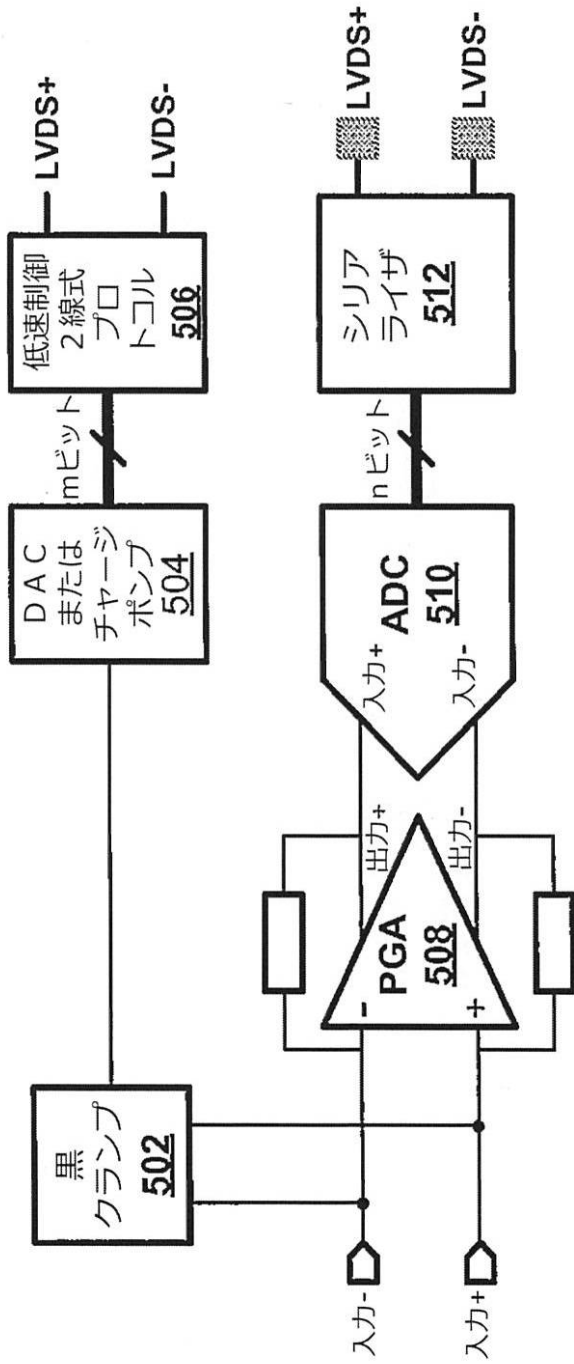 黒
クランプ
502
DAC
または
チャージ
ポンプ
504
mビット
低速制御
2線式
プロ
トコル
506
LVDS+
LVDS-
入力-
入力+
-
+
PGA
508
出力+
出力-
入力+
入力-
ADC
510
nビット
シリア
ライザ
512
LVDS+
LVDS-